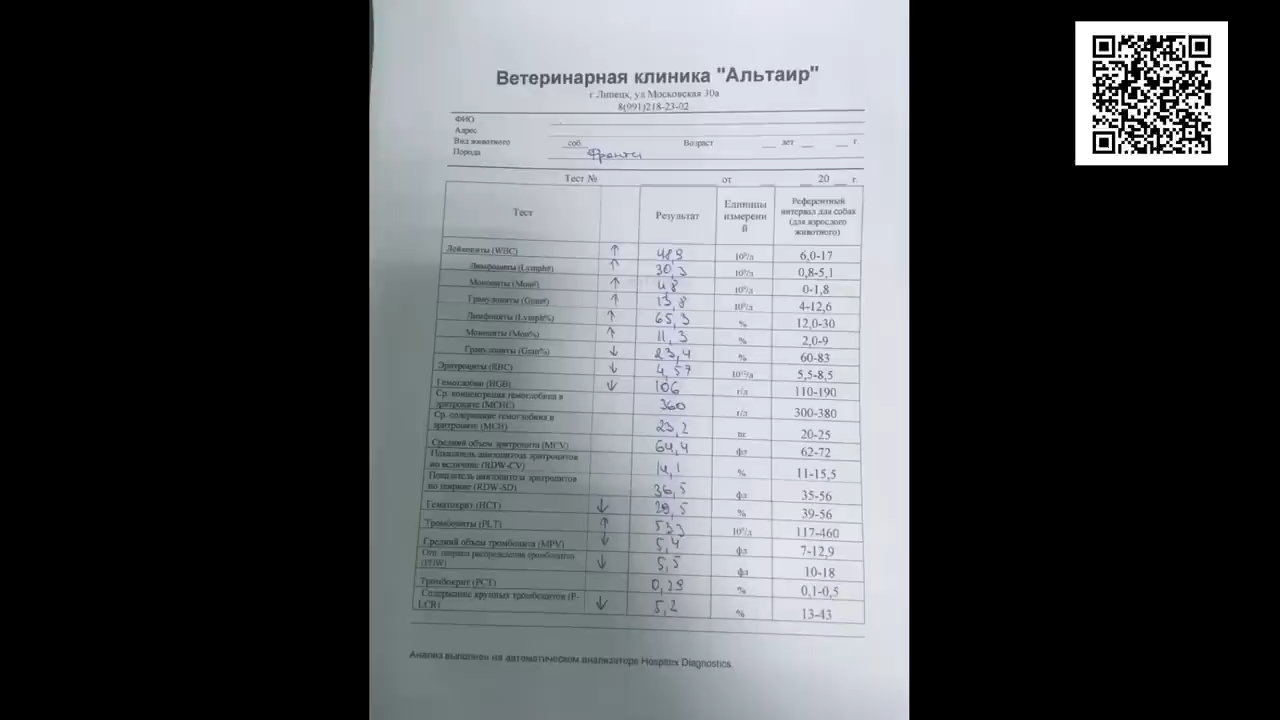 Ветеринарная клиника "Альтаир"
г.Липецк, ул Московская 30а
8(991)218-23-02
ФИО
Адрес
Вид животного соб. Возраст лет г.
Порода Френти
Тест № от 20 г.
Тест Результат Единицы измерений Референтный интервал для собак (для взрослого животного)
Лейкоциты (WBC) ↑ 48,9 10⁹/л 6,0-17
Лимфоциты (Lymph#) ↑ 30,3 10⁹/л 0,8-5,1
Моноциты (Mon#) ↑ 4,8 10⁹/л 0-1,8
Гранулоциты (Gran#) ↑ 13,8 10⁹/л 4-12,6
Лимфоциты (Lymph%) ↑ 65,3 % 12,0-30
Моноциты (Mon%) ↑ 11,3 % 2,0-9
Гранулоциты (Gran%) ↓ 23,4 % 60-83
Эритроциты (RBC) ↓ 4,57 10¹²/л 5,5-8,5
Гемоглобин (HGB) ↓ 106 г/л 110-190
Ср. концентрация гемоглобина в эритроците (MCHC) 360 г/л 300-380
Ср. содержание гемоглобина в эритроците (MCH) 23,2 пг 20-25
Средний объем эритроцита (MCV) 64,4 фл 62-72
Показатель анизоцитоза эритроцитов по величине (RDW-CV) 14,1 % 11-15,5
Показатель анизоцитоза эритроцитов по ширине (RDW-SD) 36,5 фл 35-56
Гематокрит (HCT) ↓ 29,5 % 39-56
Тромбоциты (PLT) ↑ 533 10⁹/л 117-460
Средний объем тромбоцита (MPV) ↓ 5,4 фл 7-12,9
Отн. ширина распределения тромбоцитов (PDW) ↓ 5,5 фл 10-18
Тромбокрит (PCT) 0,29 % 0,1-0,5
Содержание крупных тромбоцитов (P-LCR) ↓ 5,2 % 13-43
Анализ выполнен на автоматическом анализаторе Hospitex Diagnostics.